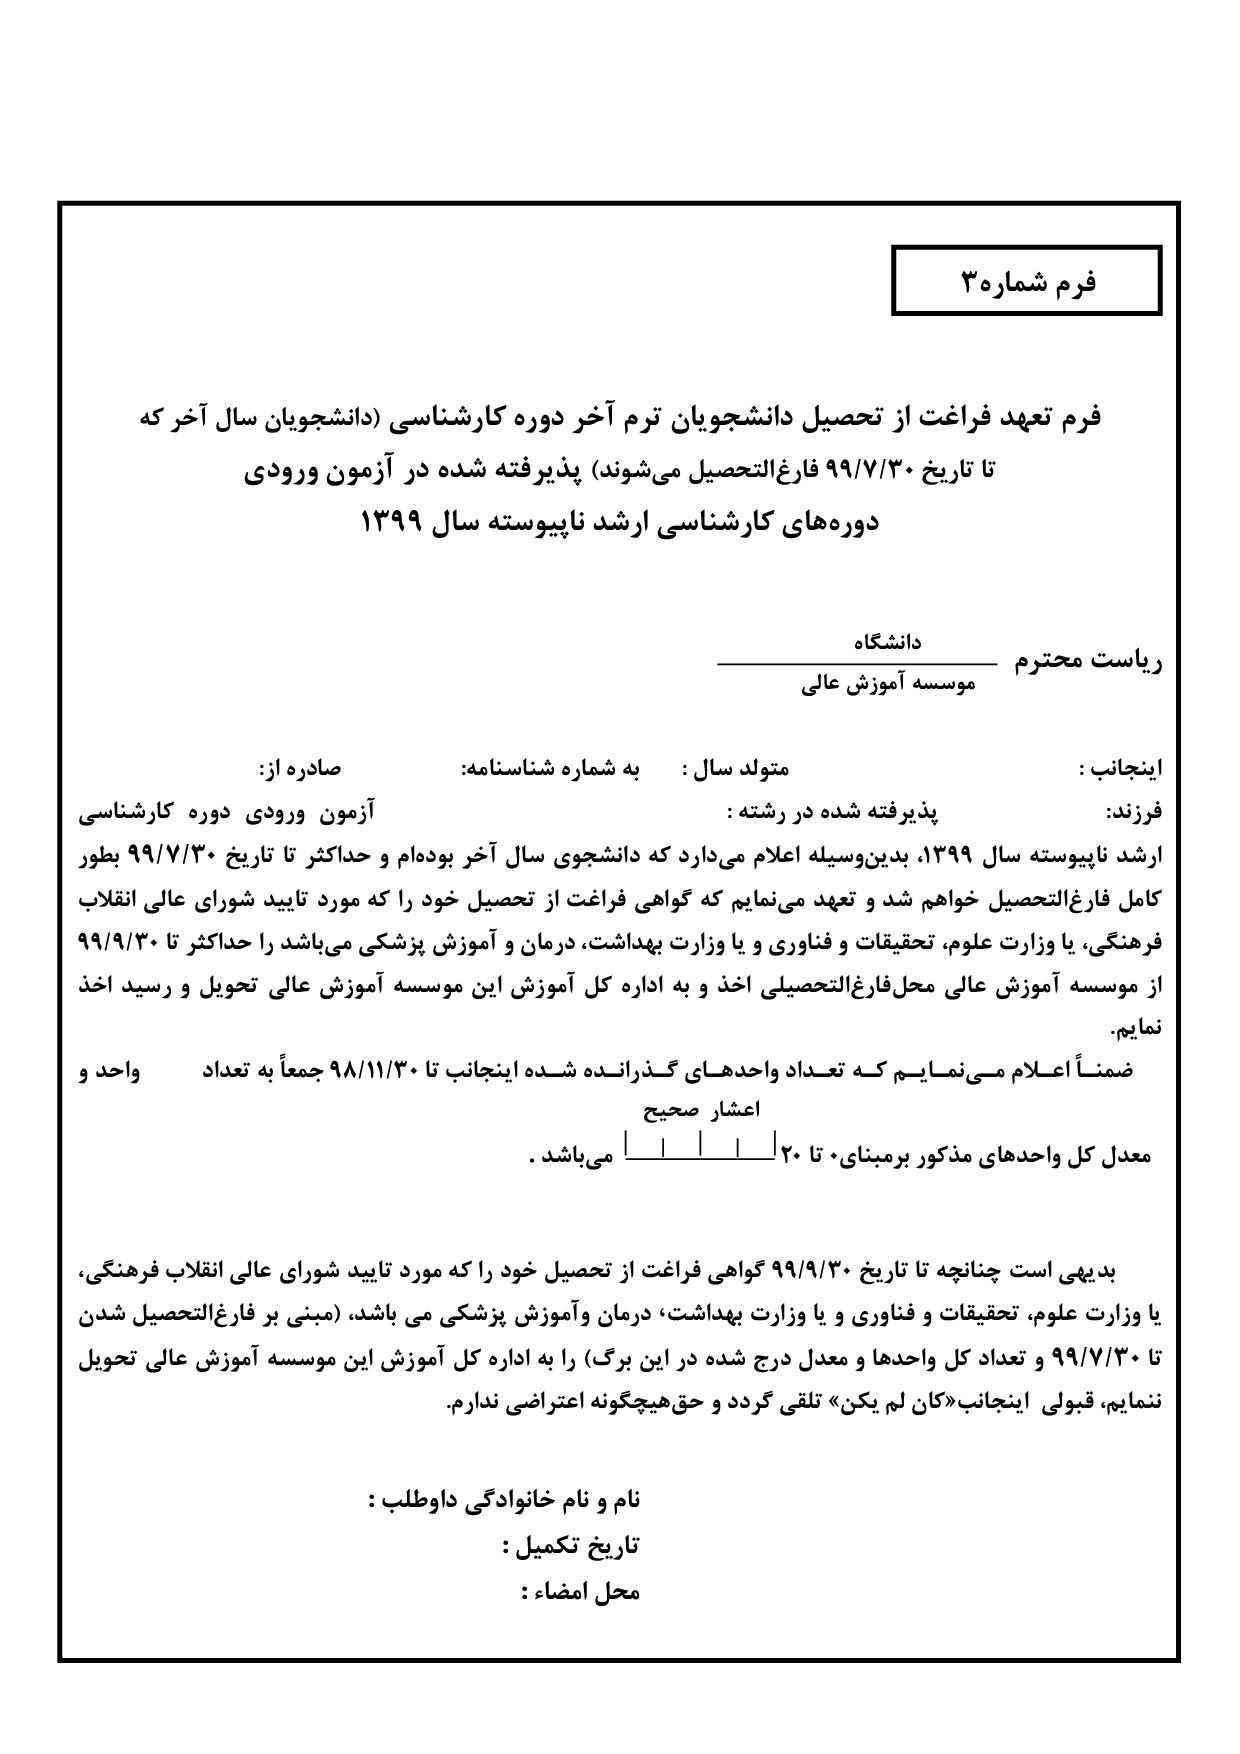 فرم شماره۳
فرم تعهد فراغت از تحصیل دانشجویان ترم آخر دوره کارشناسی (دانشجویان سال آخر که
تا تاریخ ۹۹/۷/۳۰ فارغ‌التحصیل می‌شوند) پذیرفته شده در آزمون ورودی
دوره‌های کارشناسی ارشد ناپیوسته سال ۱۳۹۹
دانشگاه
ریاست محترم
موسسه آموزش عالی
اینجانب : متولد سال : به شماره شناسنامه: صادره از:
فرزند: پذیرفته شده در رشته : آزمون ورودی دوره کارشناسی
ارشد ناپیوسته سال ۱۳۹۹، بدین‌وسیله اعلام می‌دارد که دانشجوی سال آخر بوده‌ام و حداکثر تا تاریخ ۹۹/۷/۳۰ بطور
کامل فارغ‌التحصیل خواهم شد و تعهد می‌نمایم که گواهی فراغت از تحصیل خود را که مورد تایید شورای عالی انقلاب
فرهنگی، یا وزارت علوم، تحقیقات و فناوری و یا وزارت بهداشت، درمان و آموزش پزشکی می‌باشد را حداکثر تا ۹۹/۹/۳۰
از موسسه آموزش عالی محل‌فارغ‌التحصیلی اخذ و به اداره کل آموزش این موسسه آموزش عالی تحویل و رسید اخذ
نمایم.
ضمنــاً اعــلام مــی‌نمــایــم کــه تعــداد واحدهــای گــذرانــده شــده اینجانب تا ۹۸/۱۱/۳۰ جمعاً به تعداد واحد و
اعشار صحیح
معدل کل واحدهای مذکور برمبنای۰ تا ۲۰ می‌باشد .
بدیهی است چنانچه تا تاریخ ۹۹/۹/۳۰ گواهی فراغت از تحصیل خود را که مورد تایید شورای عالی انقلاب فرهنگی،
یا وزارت علوم، تحقیقات و فناوری و یا وزارت بهداشت، درمان وآموزش پزشکی می باشد، (مبنی بر فارغ‌التحصیل شدن
تا ۹۹/۷/۳۰ و تعداد کل واحدها و معدل درج شده در این برگ) را به اداره کل آموزش این موسسه آموزش عالی تحویل
ننمایم، قبولی اینجانب«کان لم یکن» تلقی گردد و حق‌هیچگونه اعتراضی ندارم.
نام و نام خانوادگی داوطلب :
تاریخ تکمیل :
محل امضاء :